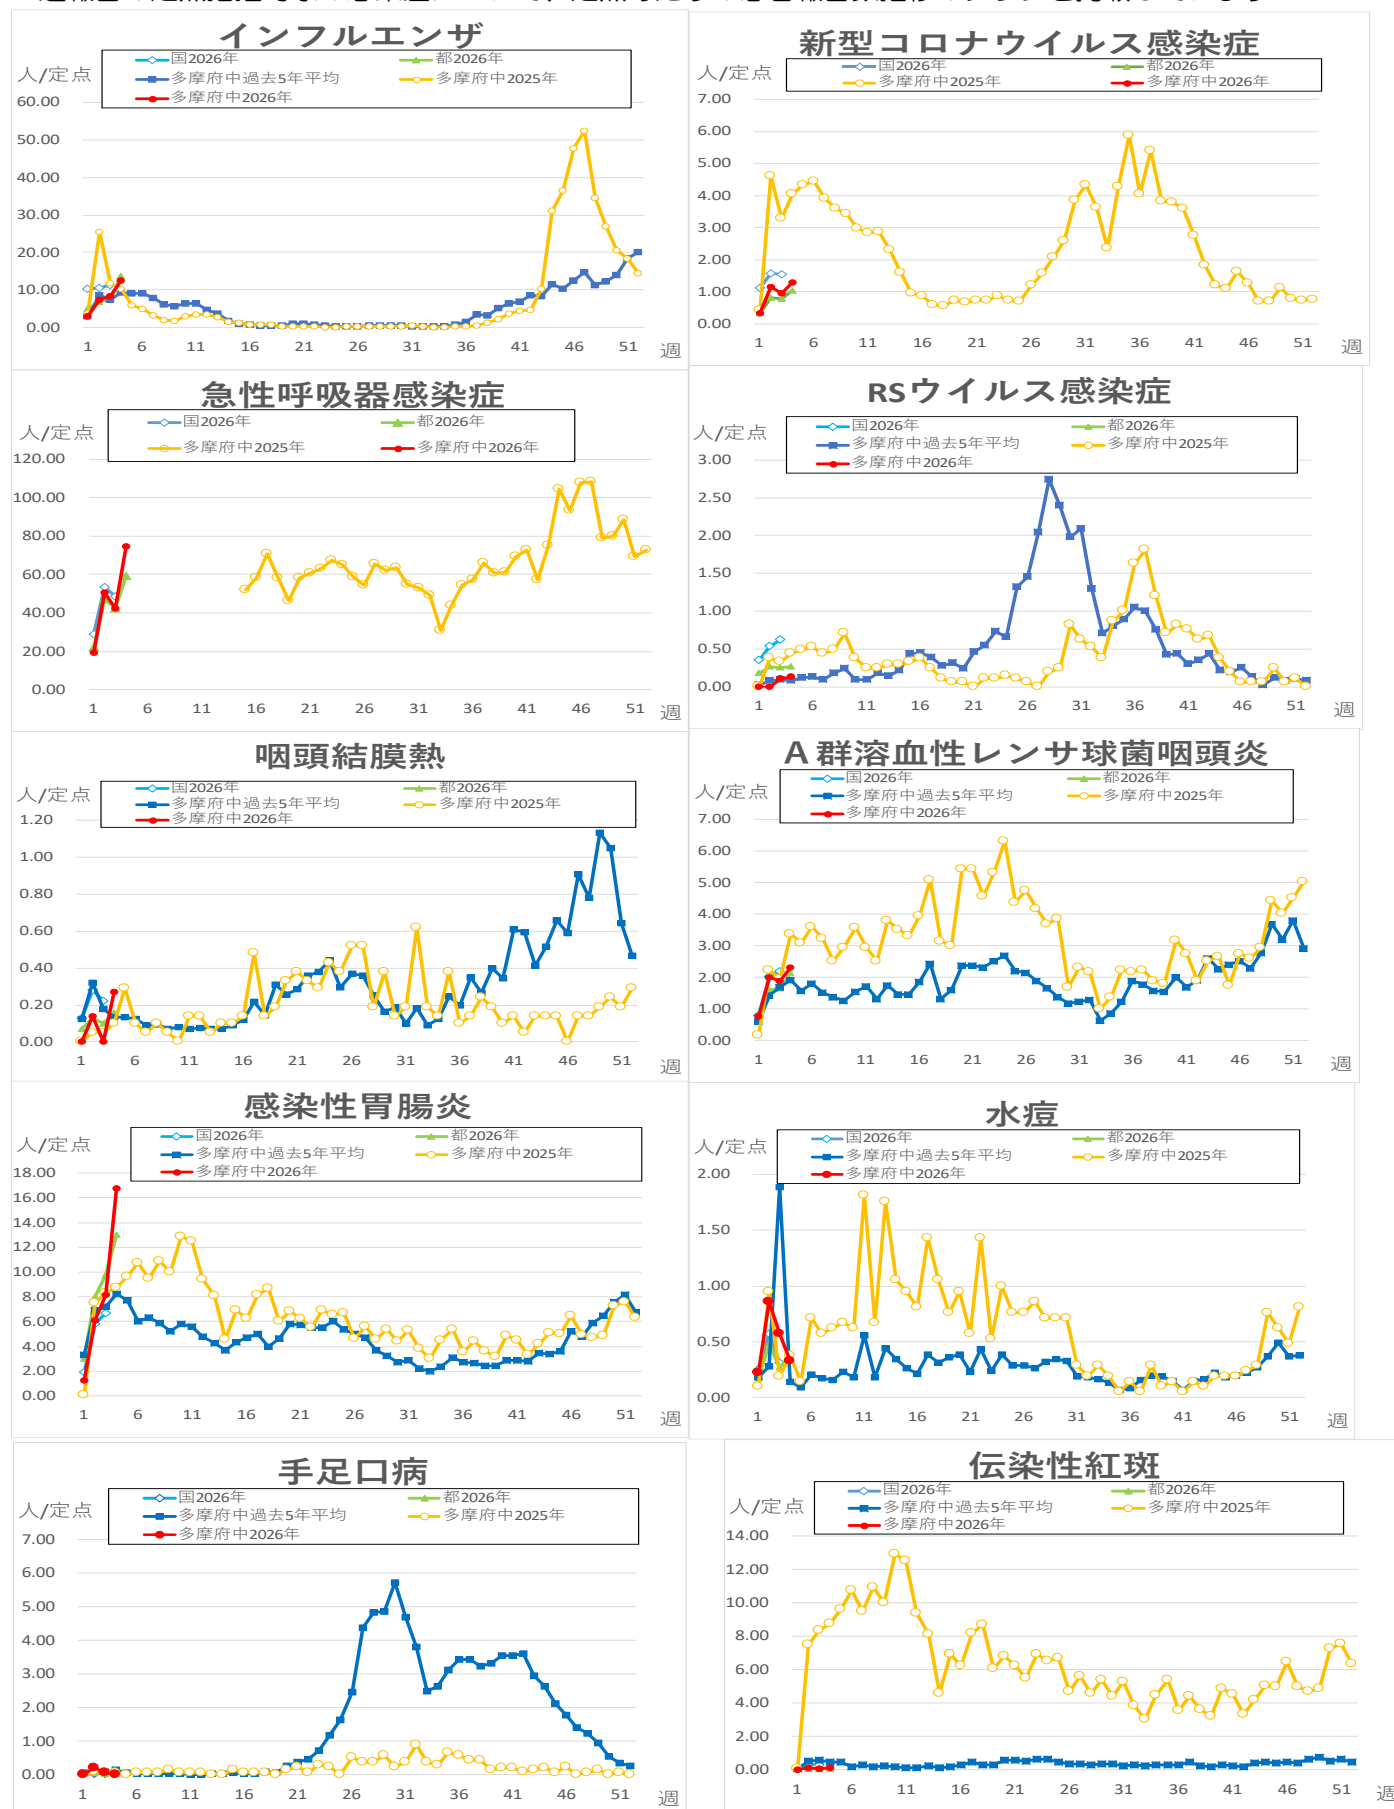 インフルエンザ
人/定点
国2026年
都2026年
多摩府中過去5年平均
多摩府中2025年
多摩府中2026年
60.00
50.00
40.00
30.00
20.00
10.00
0.00
1 6 11 16 21 26 31 36 41 46 51 週
新型コロナウイルス感染症
人/定点
国2026年
都2026年
多摩府中2025年
多摩府中2026年
7.00
6.00
5.00
4.00
3.00
2.00
1.00
0.00
1 6 11 16 21 26 31 36 41 46 51 週
急性呼吸器感染症
人/定点
国2026年
都2026年
多摩府中2025年
多摩府中2026年
120.00
100.00
80.00
60.00
40.00
20.00
0.00
1 6 11 16 21 26 31 36 41 46 51 週
RSウイルス感染症
人/定点
国2026年
都2026年
多摩府中過去5年平均
多摩府中2025年
多摩府中2026年
3.00
2.50
2.00
1.50
1.00
0.50
0.00
1 6 11 16 21 26 31 36 41 46 51 週
咽頭結膜熱
人/定点
国2026年
都2026年
多摩府中過去5年平均
多摩府中2025年
多摩府中2026年
1.20
1.00
0.80
0.60
0.40
0.20
0.00
1 6 11 16 21 26 31 36 41 46 51 週
A群溶血性レンサ球菌咽頭炎
人/定点
国2026年
都2026年
多摩府中過去5年平均
多摩府中2025年
多摩府中2026年
7.00
6.00
5.00
4.00
3.00
2.00
1.00
0.00
1 6 11 16 21 26 31 36 41 46 51 週
感染性胃腸炎
人/定点
国2026年
都2026年
多摩府中過去5年平均
多摩府中2025年
多摩府中2026年
18.00
16.00
14.00
12.00
10.00
8.00
6.00
4.00
2.00
0.00
1 6 11 16 21 26 31 36 41 46 51 週
水痘
人/定点
国2026年
都2026年
多摩府中過去5年平均
多摩府中2025年
多摩府中2026年
2.00
1.50
1.00
0.50
0.00
1 6 11 16 21 26 31 36 41 46 51 週
手足口病
人/定点
国2026年
都2026年
多摩府中過去5年平均
多摩府中2025年
多摩府中2026年
7.00
6.00
5.00
4.00
3.00
2.00
1.00
0.00
1 6 11 16 21 26 31 36 41 46 51 週
伝染性紅斑
人/定点
国2026年
都2026年
多摩府中過去5年平均
多摩府中2025年
多摩府中2026年
14.00
12.00
10.00
8.00
6.00
4.00
2.00
0.00
1 6 11 16 21 26 31 36 41 46 51 週